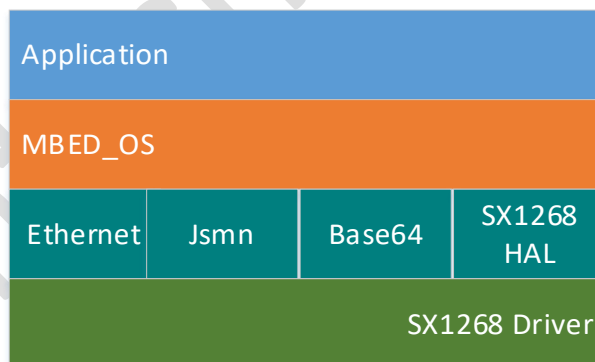 Application
MBED_OS
Ethernet
Jsmn
Base64
SX1268
HAL
SX1268 Driver